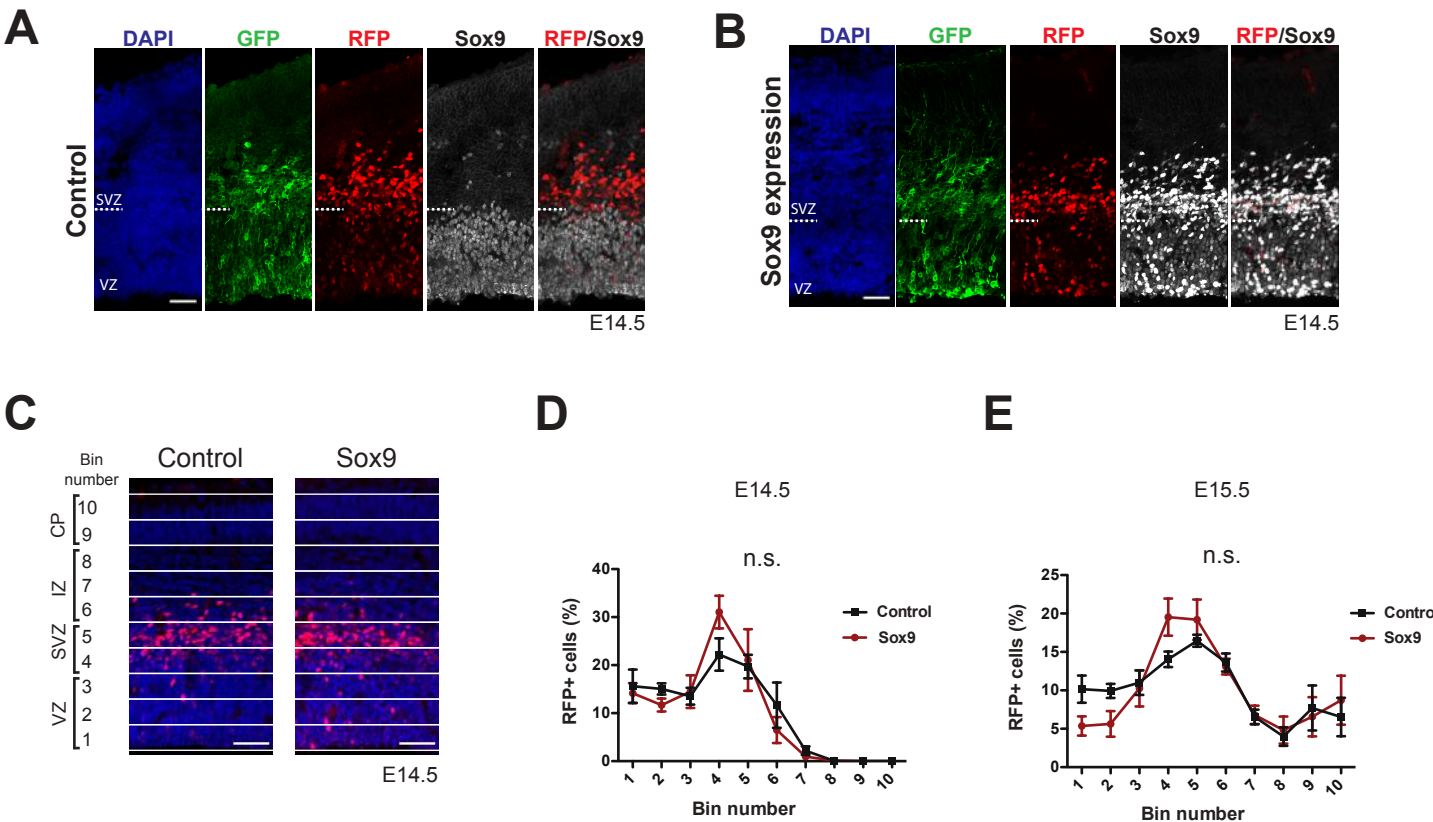 A
DAPI GFP RFP Sox9 RFP/Sox9
Control
SVZ
VZ
E14.5
B
DAPI GFP RFP Sox9 RFP/Sox9
Sox9 expression
SVZ
VZ
E14.5
C
Bin
number
Control Sox9
CP
IZ
SVZ
VZ
10
9
8
7
6
5
4
3
2
1
E14.5
D
E14.5
n.s.
RFP+ cells (%)
40
30
20
10
0
1 2 3 4 5 6 7 8 9 10
Bin number
Control
Sox9
E
E15.5
n.s.
RFP+ cells (%)
25
20
15
10
5
0
1 2 3 4 5 6 7 8 9 10
Bin number
Contro
Sox9